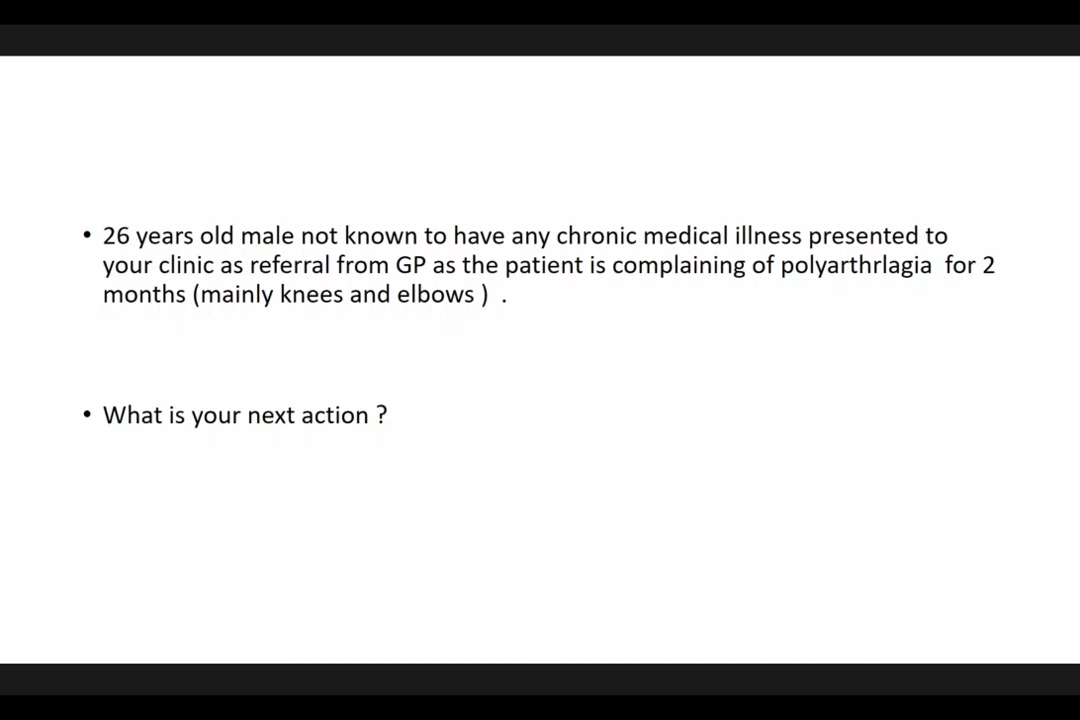 • 26 years old male not known to have any chronic medical illness presented to
your clinic as referral from GP as the patient is complaining of polyarthrlagia for 2
months (mainly knees and elbows ) .
• What is your next action ?